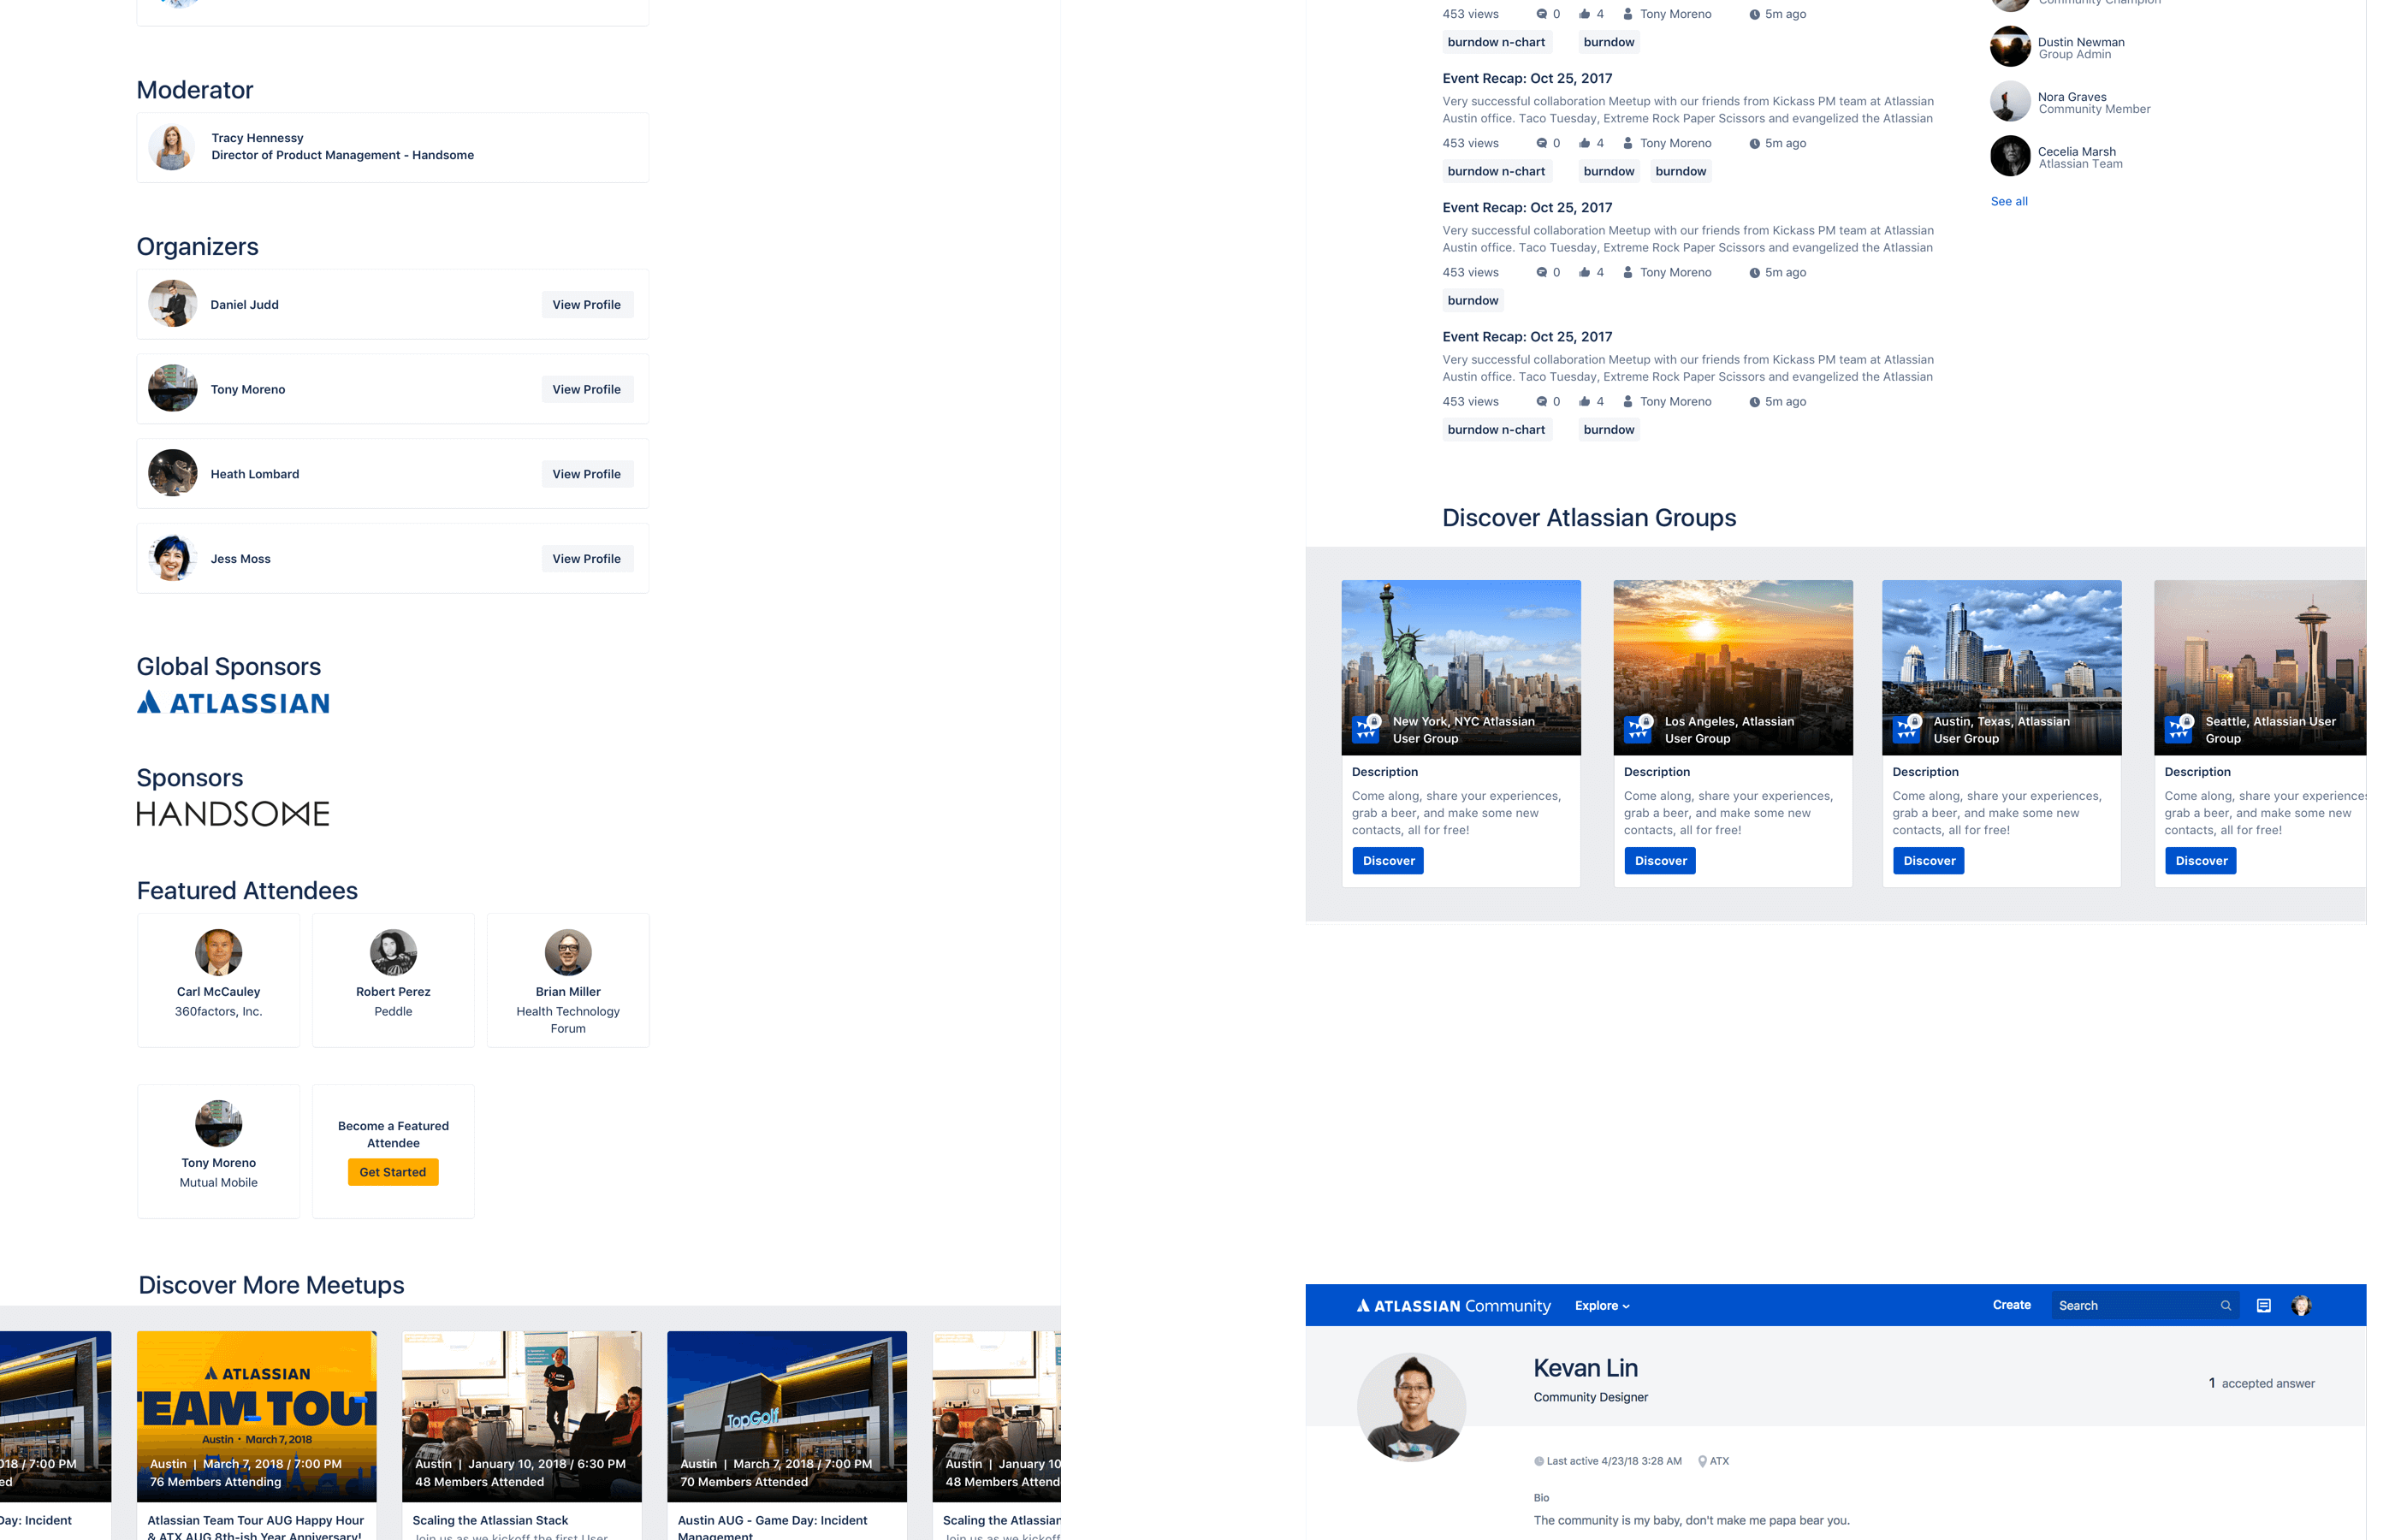 Moderator
Tracy Hennessy
Director of Product Management - Handsome
Organizers
Daniel Judd
View Profile
Tony Moreno
View Profile
Heath Lombard
View Profile
Jess Moss
View Profile
Global Sponsors
ATLASSIAN
Sponsors
HANDSOME
Featured Attendees
Carl McCauley
360factors, Inc.
Robert Perez
Peddle
Brian Miller
Health Technology
Forum
Tony Moreno
Mutual Mobile
Become a Featured
Attendee
Get Started
Discover More Meetups
018 / 7:00 PM
ed
Day: Incident
ATLASSIAN
TEAM TOUR
Austin • March 7, 2018
Austin | March 7, 2018 / 7:00 PM
76 Members Attending
Atlassian Team Tour AUG Happy Hour
& ATX AUG 8th-ish Year Anniversary!
Austin | January 10, 2018 / 6:30 PM
48 Members Attended
Scaling the Atlassian Stack
Join us as we kickoff the first User
TopGolf
Austin | March 7, 2018 / 7:00 PM
70 Members Attended
Austin AUG - Game Day: Incident
Management
Austin | January 10
48 Members Attend
Scaling the Atlassian
Join us as we kickoff
453 views 0 4 Tony Moreno 5m ago
burndow n-chart burndow
Event Recap: Oct 25, 2017
Very successful collaboration Meetup with our friends from Kickass PM team at Atlassian
Austin office. Taco Tuesday, Extreme Rock Paper Scissors and evangelized the Atlassian
453 views 0 4 Tony Moreno 5m ago
burndow n-chart burndow burndow
Event Recap: Oct 25, 2017
Very successful collaboration Meetup with our friends from Kickass PM team at Atlassian
Austin office. Taco Tuesday, Extreme Rock Paper Scissors and evangelized the Atlassian
453 views 0 4 Tony Moreno 5m ago
burndow
Event Recap: Oct 25, 2017
Very successful collaboration Meetup with our friends from Kickass PM team at Atlassian
Austin office. Taco Tuesday, Extreme Rock Paper Scissors and evangelized the Atlassian
453 views 0 4 Tony Moreno 5m ago
burndow n-chart burndow
Community Champion
Dustin Newman
Group Admin
Nora Graves
Community Member
Cecelia Marsh
Atlassian Team
See all
Discover Atlassian Groups
New York, NYC Atlassian
User Group
Description
Come along, share your experiences,
grab a beer, and make some new
contacts, all for free!
Discover
Los Angeles, Atlassian
User Group
Description
Come along, share your experiences,
grab a beer, and make some new
contacts, all for free!
Discover
Austin, Texas, Atlassian
User Group
Description
Come along, share your experiences,
grab a beer, and make some new
contacts, all for free!
Discover
Seattle, Atlassian User
Group
Description
Come along, share your experiences
grab a beer, and make some new
contacts, all for free!
Discover
ATLASSIAN Community Explore Create Search
Kevan Lin
Community Designer
1 accepted answer
Last active 4/23/18 3:28 AM ATX
Bio
The community is my baby, don't make me papa bear you.